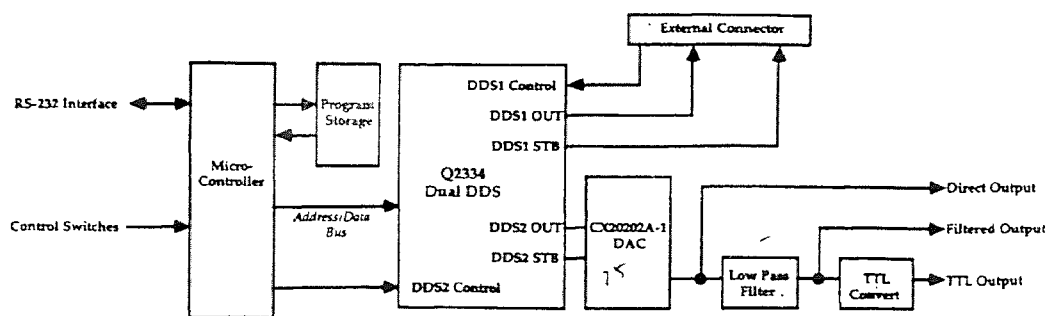 External Connector
RS-232 Interface
Program
Storage
DDS1 Control
DDS1 OUT
DDS1 STB
Micro-
Controller
Q2334
Dual DDS
Address/Data
Bus
Control Switches
DDS2 OUT
DDS2 STB
DDS2 Control
CX20202A-1
DAC
Direct Output
Filtered Output
Low Pass
Filter
TTL
Convert
TTL Output